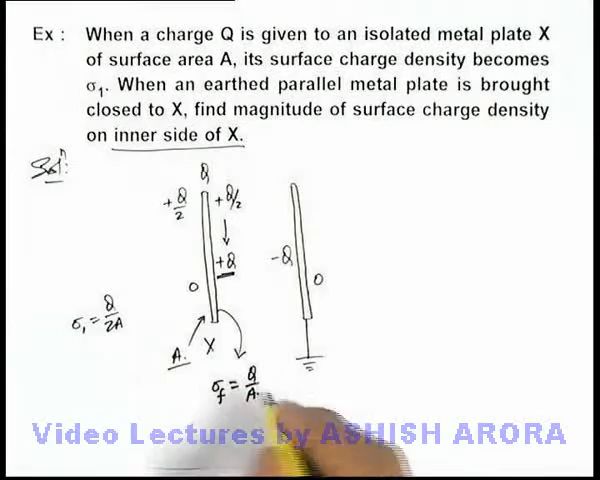 Ex : When a charge Q is given to an isolated metal plate X
of surface area A, its surface charge density becomes
σ₁. When an earthed parallel metal plate is brought
closed to X, find magnitude of surface charge density
on inner side of X.
Solⁿ:
Q
+Q/2 +Q/2
+Q -Q
0 0
σ₁ = Q/2A
A. X
σf = Q/A.
Video Lectures by ASHISH ARORA